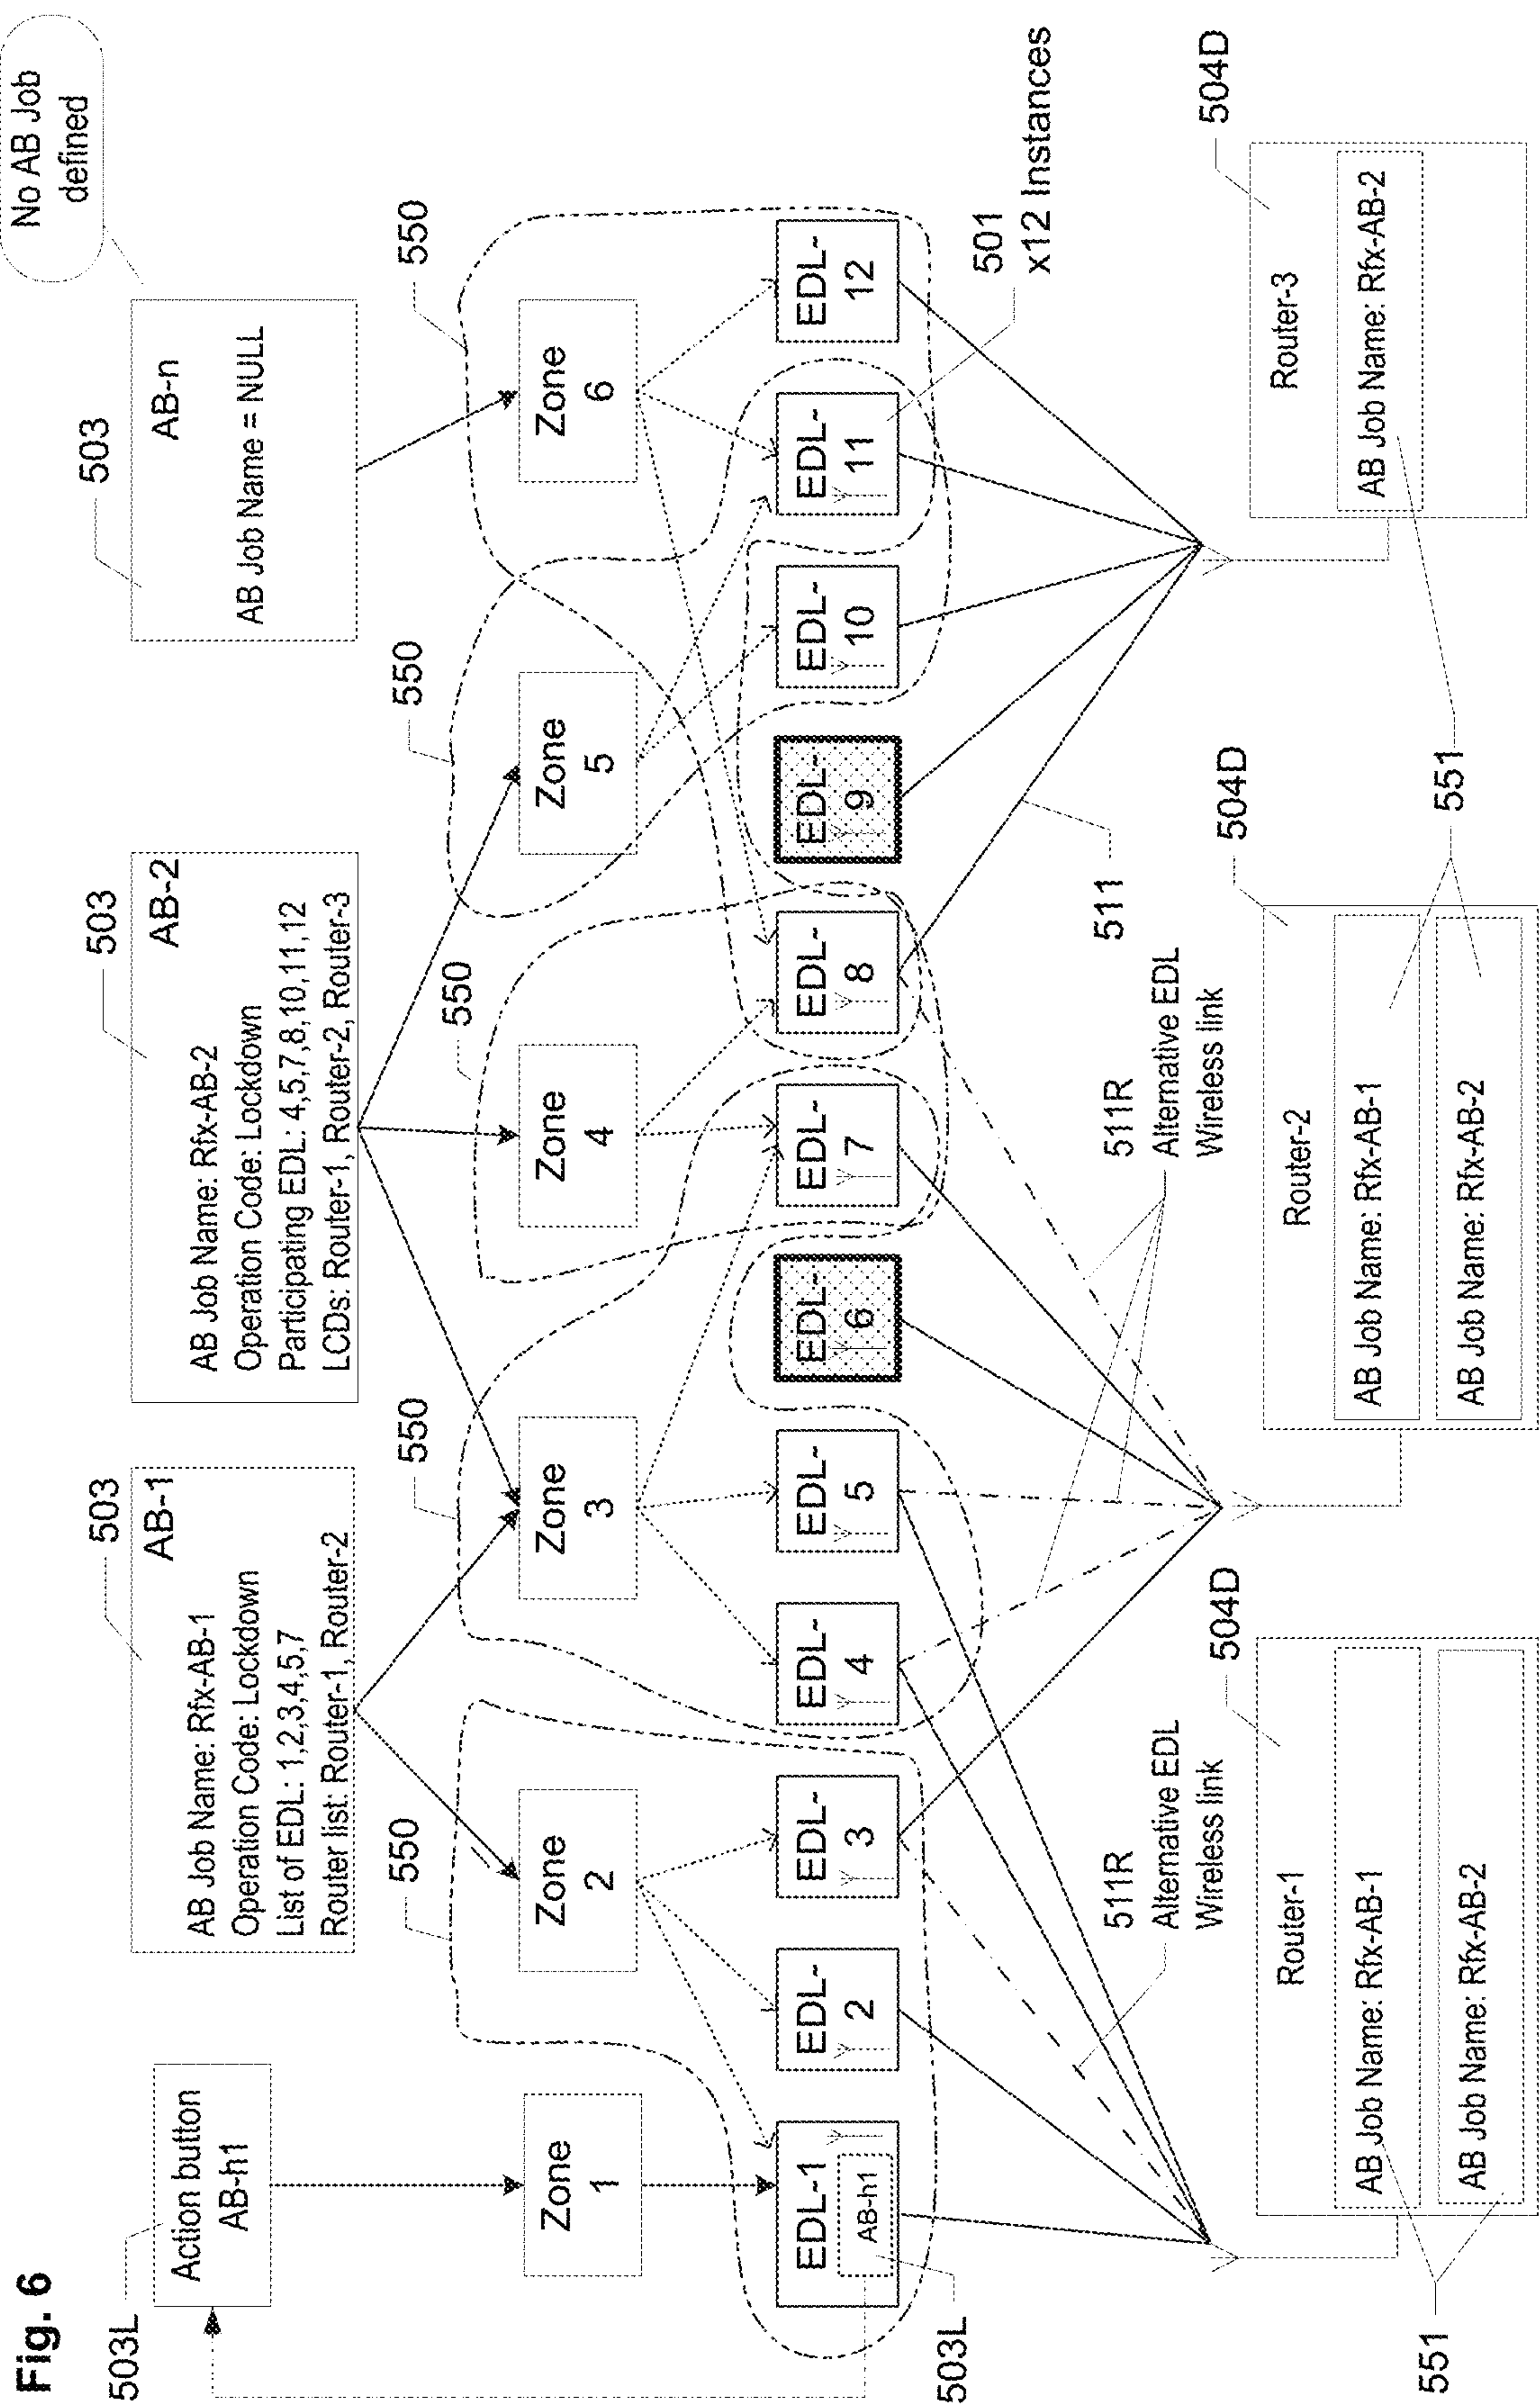 Fig. 6
503L
Action button
AB-h1
503
AB-1
AB Job Name: Rfx-AB-1
Operation Code: Lockdown
List of EDL: 1,2,3,4,5,7
Router list: Router-1, Router-2
503
AB-2
AB Job Name: Rfx-AB-2
Operation Code: Lockdown
Participating EDL: 4,5,7,8,10,11,12
LCDs: Router-1, Router-2, Router-3
503
AB-n
AB Job Name = NULL
No AB Job
defined
550
550
550
550
550
Zone
1
Zone
2
Zone
3
Zone
4
Zone
5
Zone
6
EDL-1
AB-h1
EDL-
2
EDL-
3
EDL-
4
EDL-
5
EDL-
6
EDL-
7
EDL-
8
EDL-
9
EDL-
10
EDL-
11
EDL-
12
503L
501
x12 Instances
511R
Alternative EDL
Wireless link
511R
Alternative EDL
Wireless link
511
504D
504D
504D
Router-1
AB Job Name: Rfx-AB-1
AB Job Name: Rfx-AB-2
Router-2
AB Job Name: Rfx-AB-1
AB Job Name: Rfx-AB-2
Router-3
AB Job Name: Rfx-AB-2
551
551